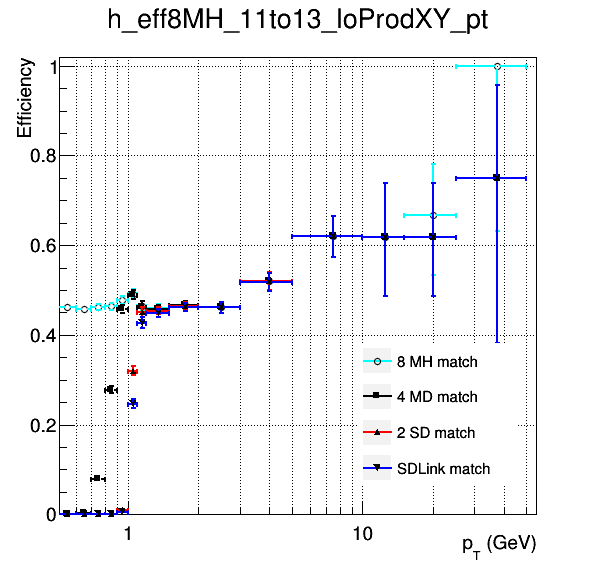 h_eff8MH_11to13_loProdXY_pt
Efficiency
1
0.8
0.6
0.4
0.2
0
8 MH match
4 MD match
2 SD match
SDLink match
1
10
p_T (GeV)